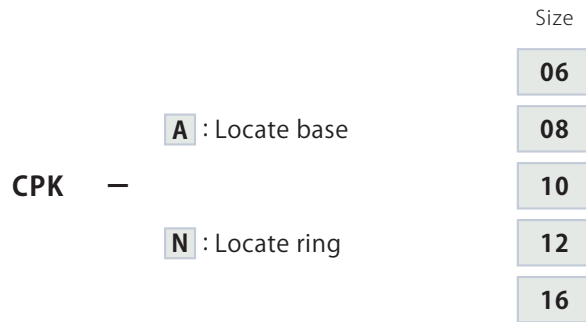 Size
06
A : Locate base
08
CPK –
10
N : Locate ring
12
16